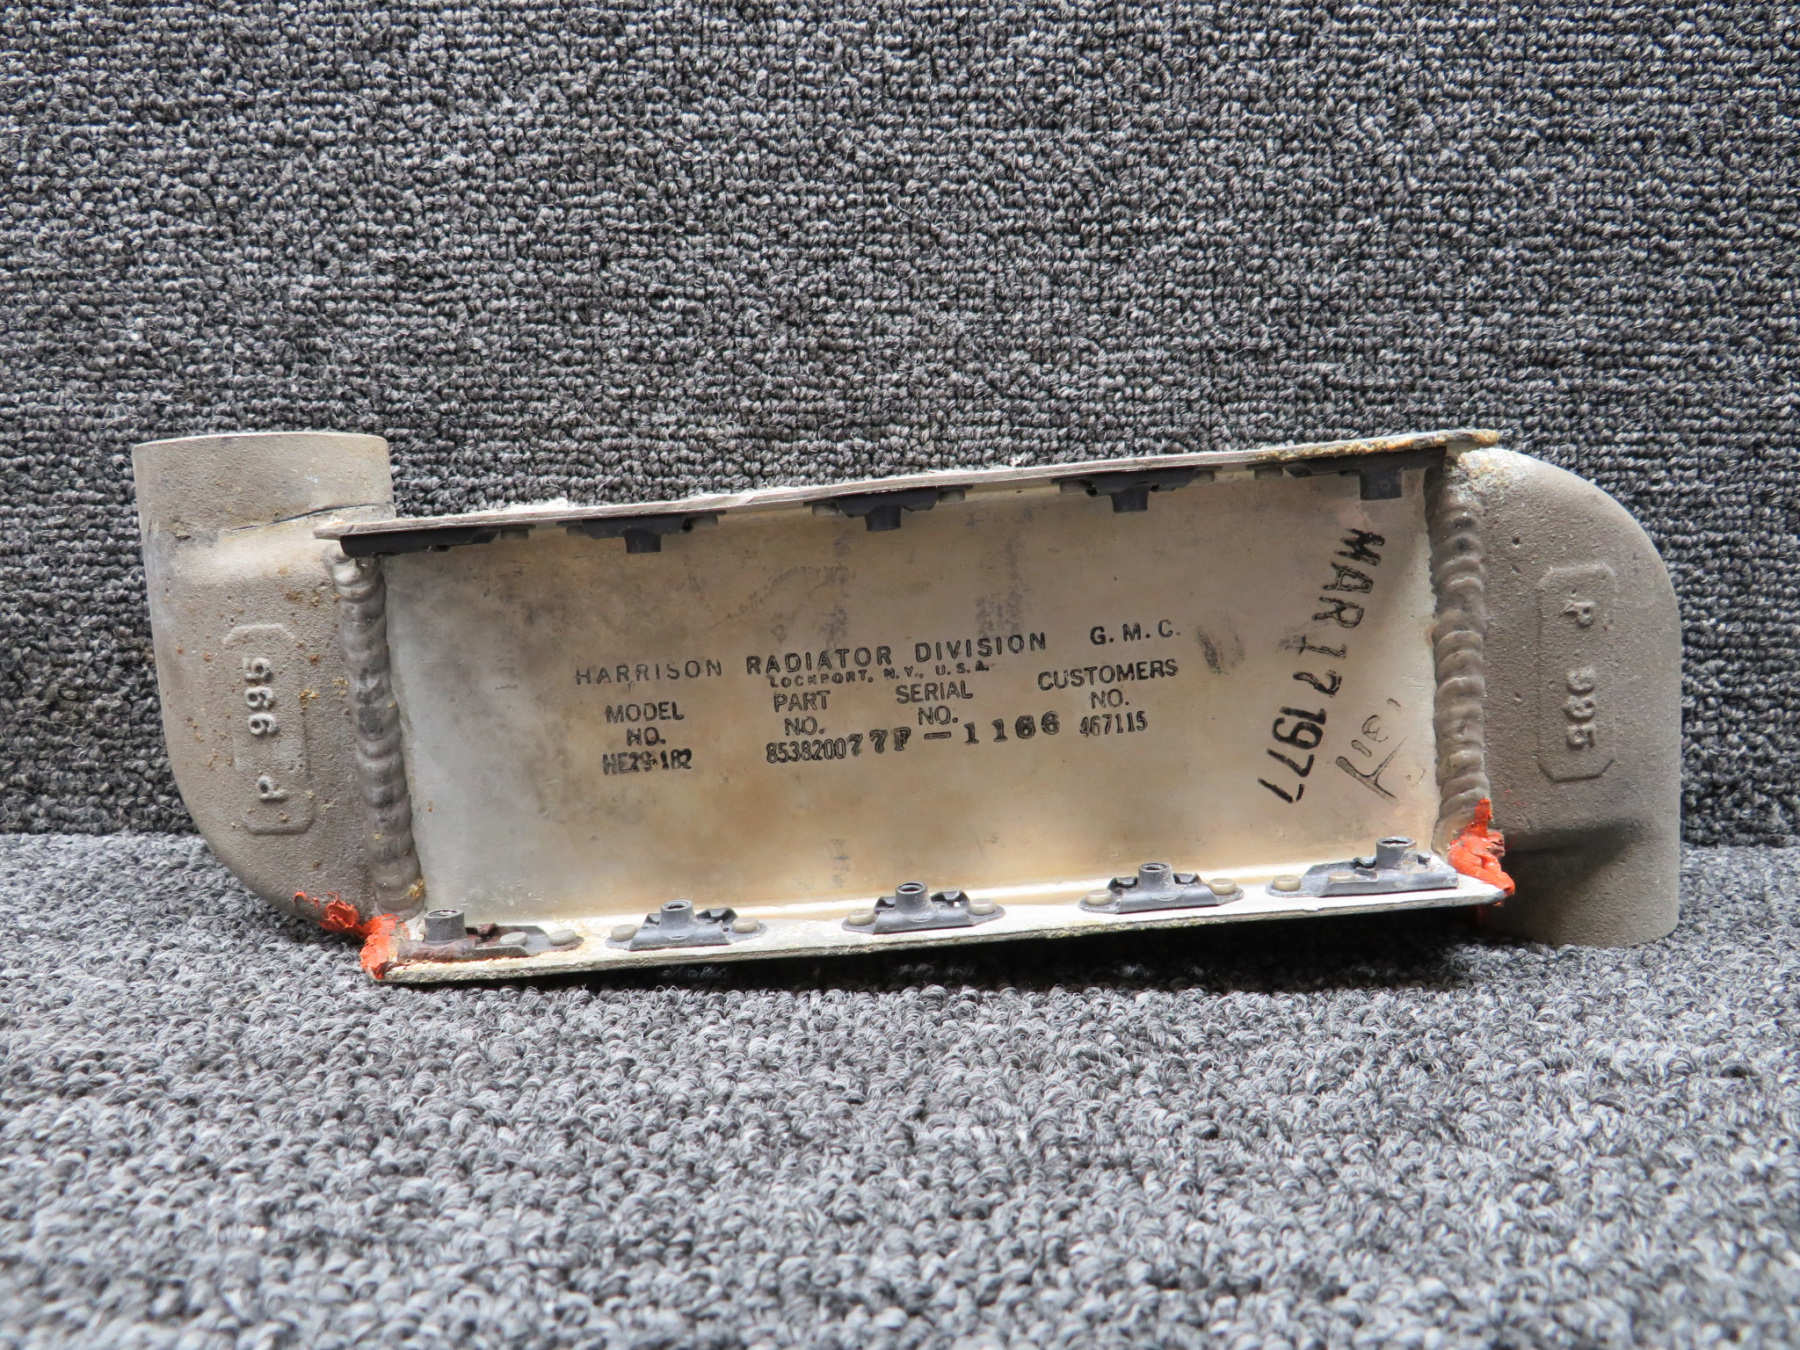 HARRISON RADIATOR DIVISION G.M.C.
LOCKPORT, N.Y., U.S.A.
MODEL PART SERIAL CUSTOMERS
NO. NO. NO. NO.
HE29-182 8538200 77F-1166 467115
MAR 17 1977
995 P
P 995